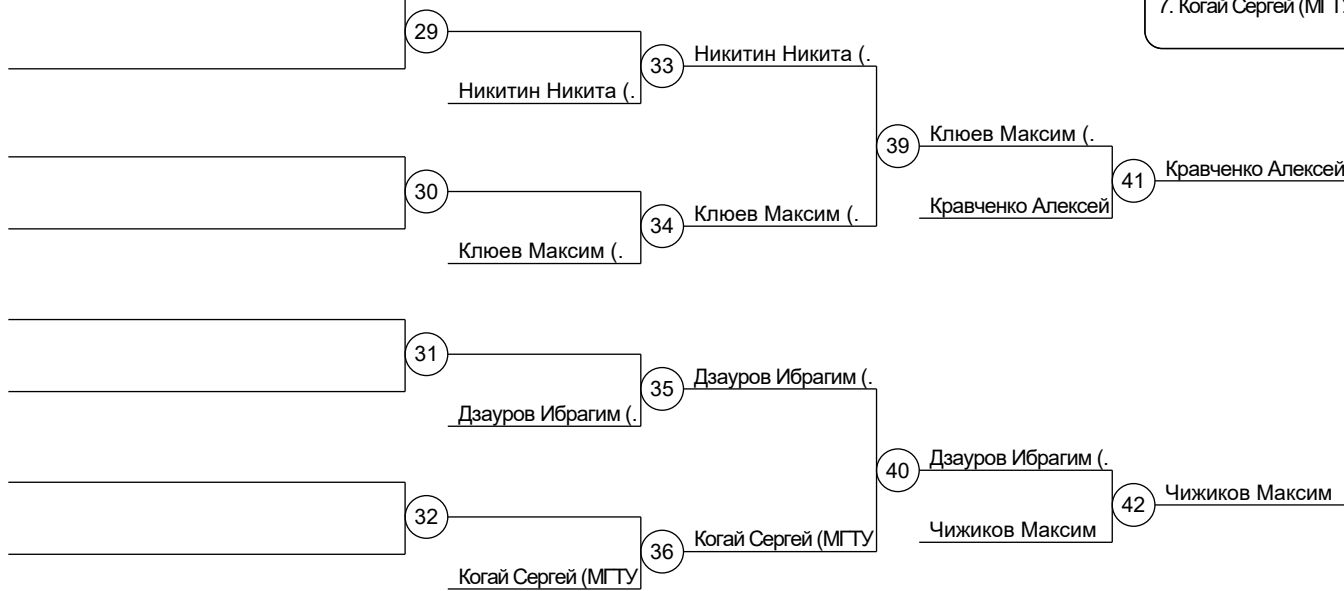 7. Когай Сергей (МГТУ
29
33
Никитин Никита (.
Никитин Никита (.
39
Клюев Максим (.
41
Кравченко Алексей
30
34
Клюев Максим (.
Кравченко Алексей
Клюев Максим (.
31
35
Дзауров Ибрагим (.
Дзауров Ибрагим (.
40
Дзауров Ибрагим (.
42
Чижиков Максим
32
36
Когай Сергей (МГТУ
Чижиков Максим
Когай Сергей (МГТУ